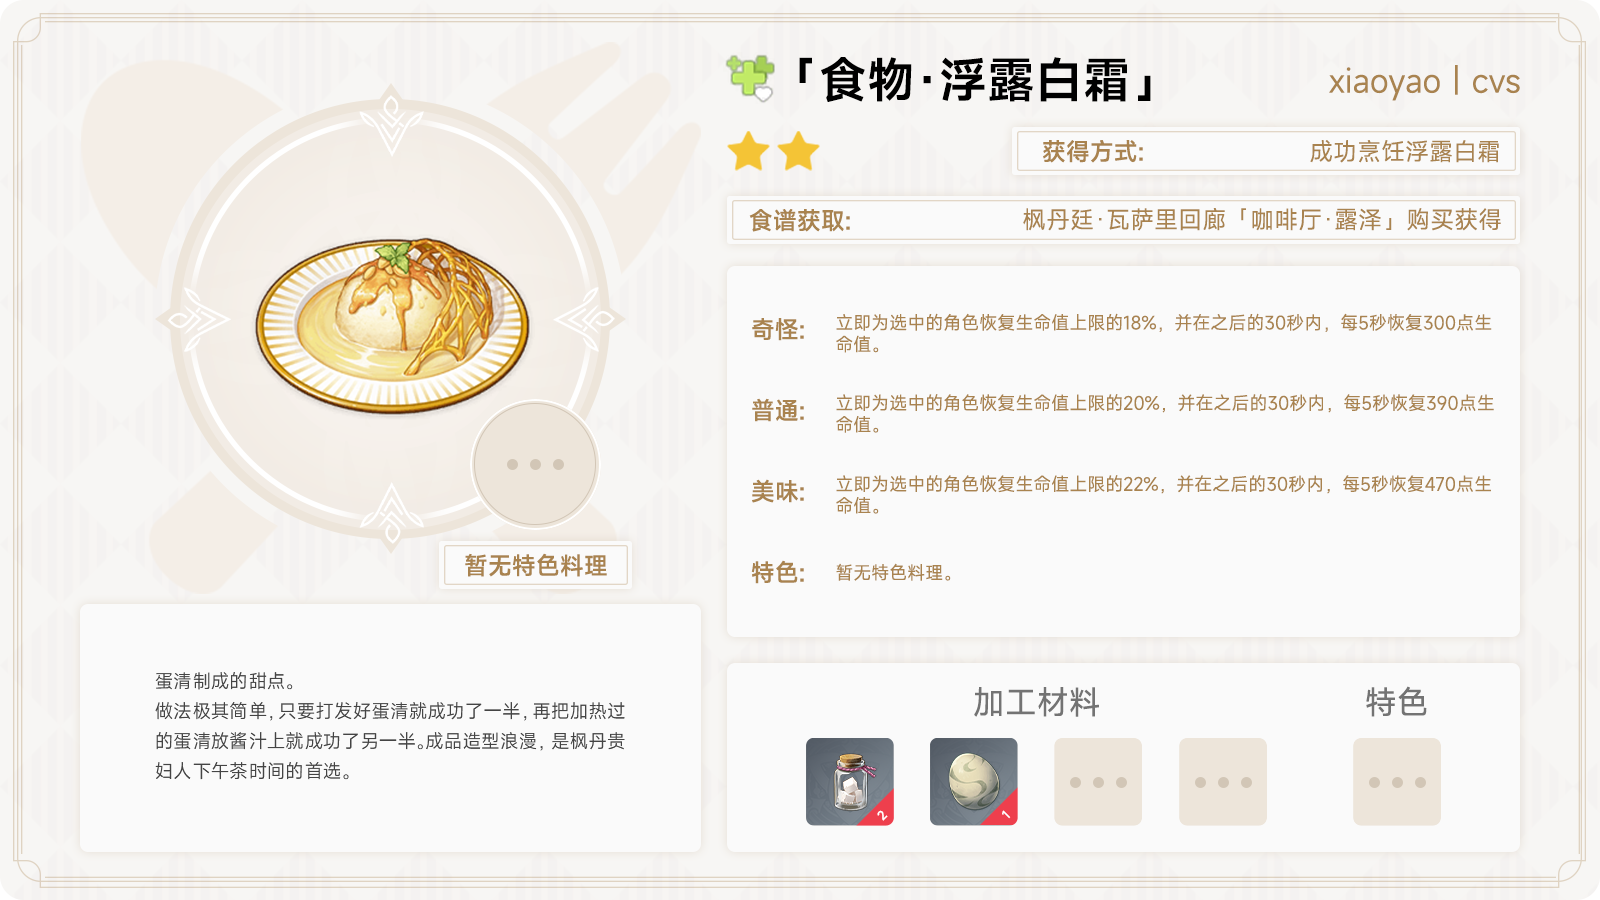 「食物·浮露白霜」
xiaoyao | cvs
获得方式:
成功烹饪浮露白霜
食谱获取:
枫丹廷·瓦萨里回廊「咖啡厅·露泽」购买获得
奇怪:
立即为选中的角色恢复生命值上限的18%，并在之后的30秒内，每5秒恢复300点生
命值。
普通:
立即为选中的角色恢复生命值上限的20%，并在之后的30秒内，每5秒恢复390点生
命值。
美味:
立即为选中的角色恢复生命值上限的22%，并在之后的30秒内，每5秒恢复470点生
命值。
特色:
暂无特色料理。
暂无特色料理
蛋清制成的甜点。
做法极其简单，只要打发好蛋清就成功了一半，再把加热过
的蛋清放酱汁上就成功了另一半。成品造型浪漫，是枫丹贵
妇人下午茶时间的首选。
加工材料
特色
2
1